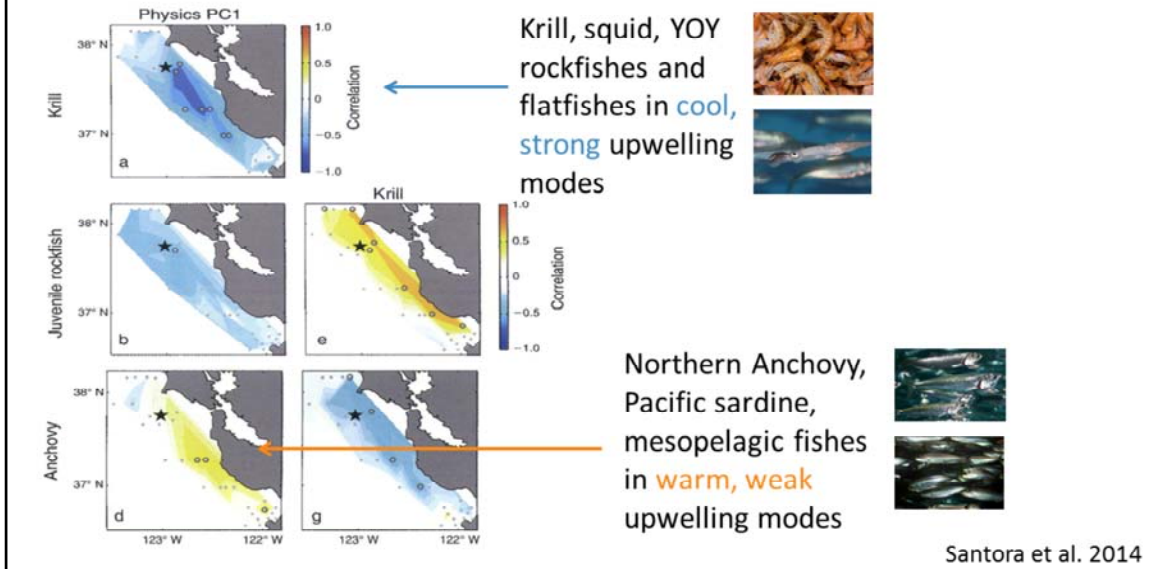 Physics PC1
38° N
37° N
Krill
a
1.0
0.5
0
−0.5
−1.0
Correlation
Krill, squid, YOY
rockfishes and
flatfishes in cool,
strong upwelling
modes
Krill
38° N
37° N
Juvenile rockfish
b
e
1.0
0.5
0
−0.5
−1.0
Correlation
38° N
37° N
Anchovy
d
g
123° W
122° W
123° W
122° W
Northern Anchovy,
Pacific sardine,
mesopelagic fishes
in warm, weak
upwelling modes
Santora et al. 2014